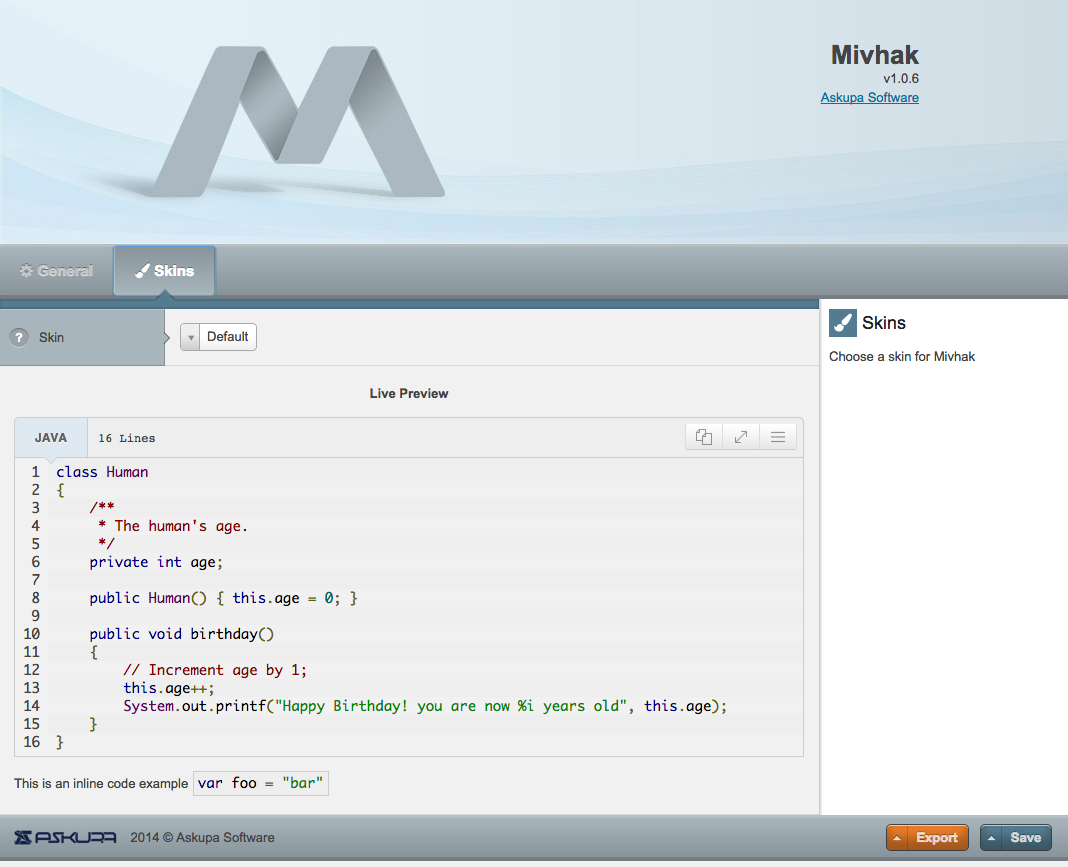 Mivhak
v1.0.6
Askupa Software
General
Skins
? Skin
Default
Skins
Choose a skin for Mivhak
Live Preview
JAVA
16 Lines
1 class Human
2 {
3     /**
4      * The human's age.
5      */
6     private int age;
7
8     public Human() { this.age = 0; }
9
10     public void birthday()
11     {
12         // Increment age by 1;
13         this.age++;
14         System.out.printf("Happy Birthday! you are now %i years old", this.age);
15     }
16 }
This is an inline code example var foo = "bar"
ASKUPA 2014 © Askupa Software
Export
Save